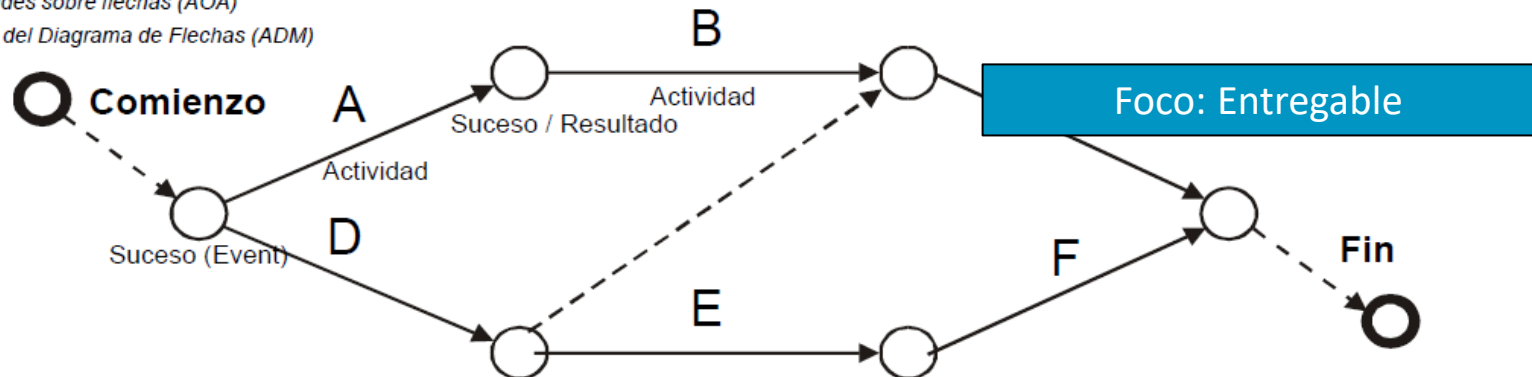 des sobre flechas (AOA)
del Diagrama de Flechas (ADM)
B
Comienzo
A
Actividad
Foco: Entregable
Suceso / Resultado
Actividad
D
Suceso (Event)
F
Fin
E